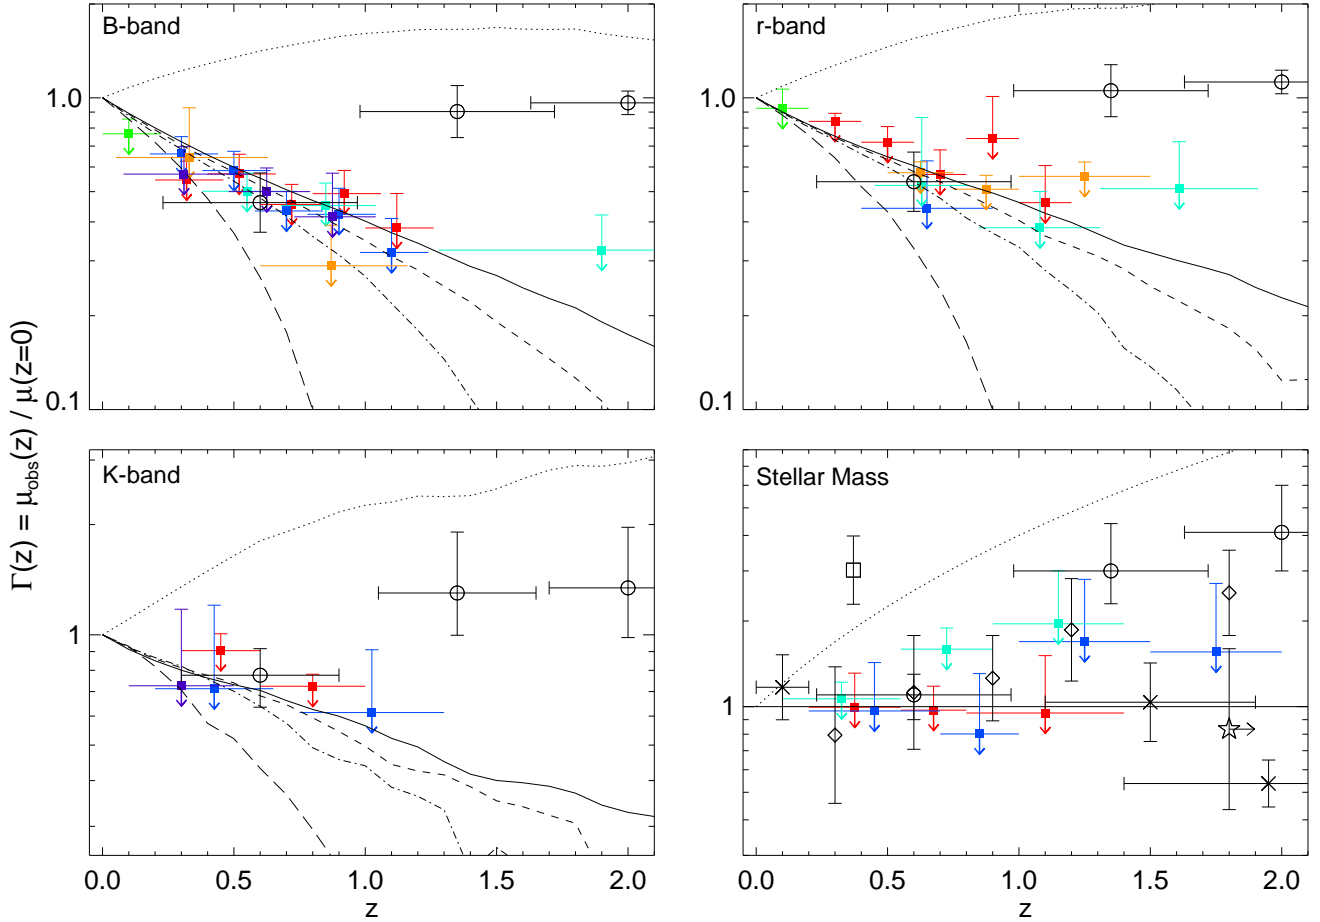 B-band
r-band
1.0
1.0
0.1
0.1
K-band
Stellar Mass
Γ(z) = μobs(z) / μ(z=0)
1
1
0.0 0.5 1.0 1.5 2.0
0.0 0.5 1.0 1.5 2.0
z
z